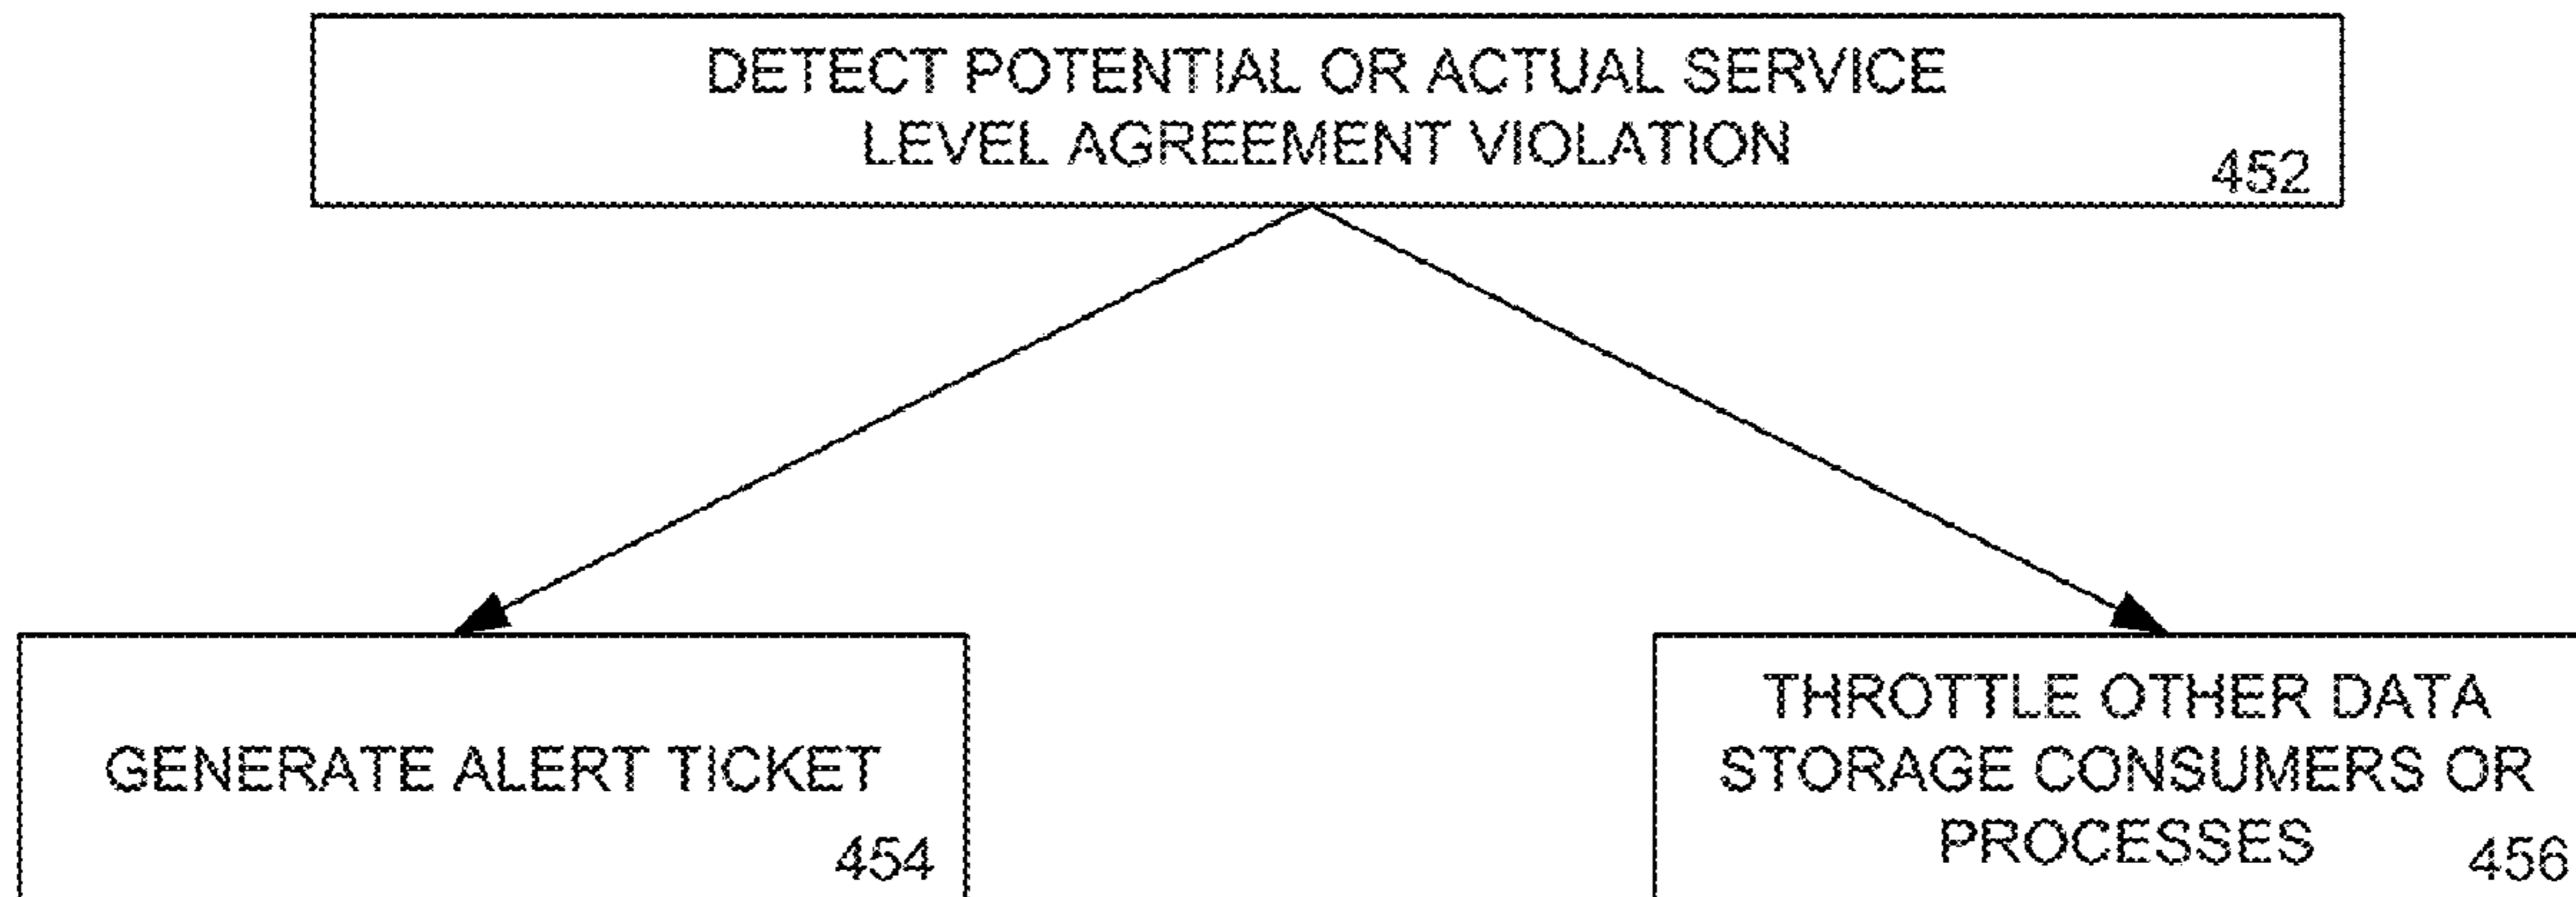 DETECT POTENTIAL OR ACTUAL SERVICE
LEVEL AGREEMENT VIOLATION
452
GENERATE ALERT TICKET
454
THROTTLE OTHER DATA
STORAGE CONSUMERS OR
PROCESSES
456